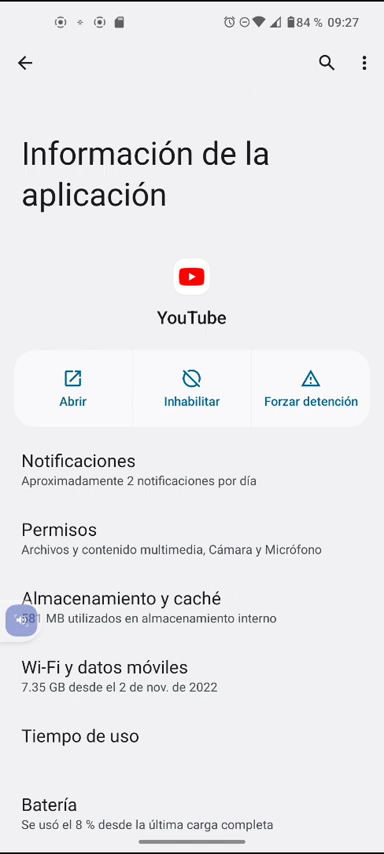 84 % 09:27
Información de la
aplicación
YouTube
Abrir
Inhabilitar
Forzar detención
Notificaciones
Aproximadamente 2 notificaciones por día
Permisos
Archivos y contenido multimedia, Cámara y Micrófono
Almacenamiento y caché
581 MB utilizados en almacenamiento interno
Wi-Fi y datos móviles
7.35 GB desde el 2 de nov. de 2022
Tiempo de uso
Batería
Se usó el 8 % desde la última carga completa